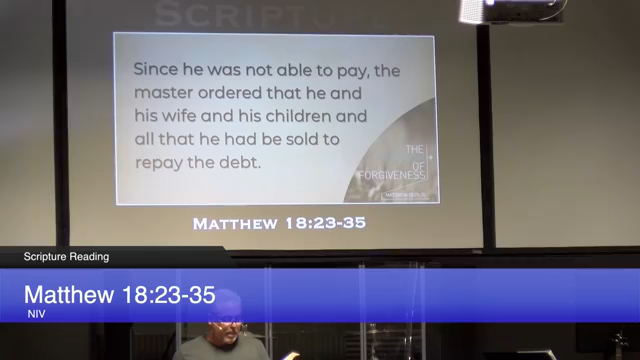 SCRIPTURE
Since he was not able to pay, the
master ordered that he and
his wife and his children and
all that he had be sold to
repay the debt.
THE
OF
FORGIVENESS
MATTHEW 18:23-35
Scripture Reading
Matthew 18:23-35
NIV